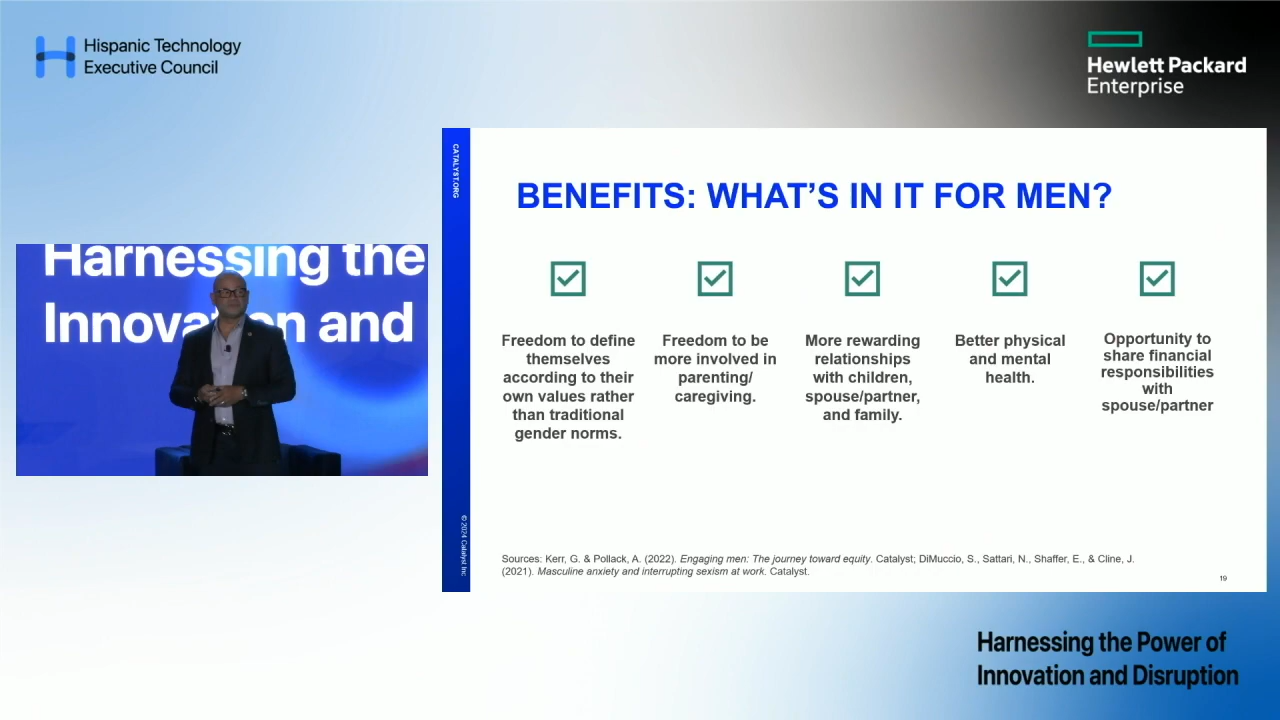 Hispanic Technology
Executive Council
Hewlett Packard
Enterprise
CATALYST.ORG
BENEFITS: WHAT'S IN IT FOR MEN?
Freedom to define
themselves
according to their
own values rather
than traditional
gender norms.
Freedom to be
more involved in
parenting/
caregiving.
More rewarding
relationships
with children,
spouse/partner,
and family.
Better physical
and mental
health.
Opportunity to
share financial
responsibilities
with
spouse/partner
Harnessing the
Innovation and
© 2024 Catalyst Inc
Sources: Kerr, G. & Pollack, A. (2022). Engaging men: The journey toward equity. Catalyst; DiMuccio, S., Sattari, N., Shaffer, E., & Cline, J.
(2021). Masculine anxiety and interrupting sexism at work. Catalyst.
19
Harnessing the Power of
Innovation and Disruption